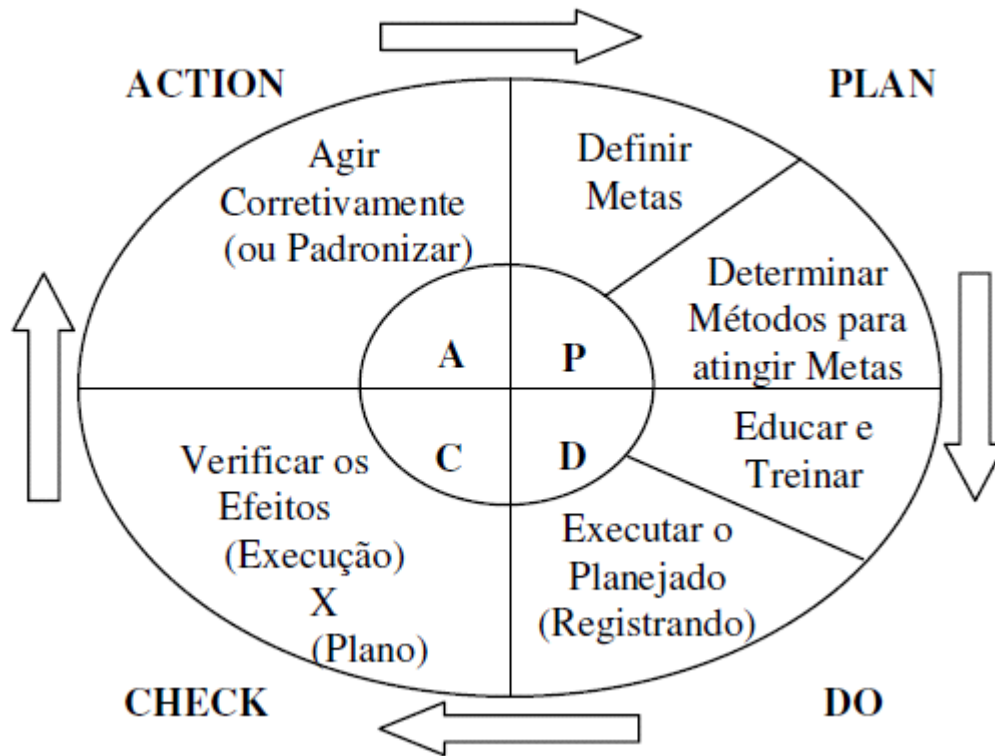 ACTION
PLAN
Agir
Corretivamente
(ou Padronizar)
Definir
Metas
Determinar
Métodos para
atingir Metas
A
P
C
D
Educar e
Treinar
Verificar os
Efeitos
(Execução)
X
(Plano)
Executar o
Planejado
(Registrando)
CHECK
DO